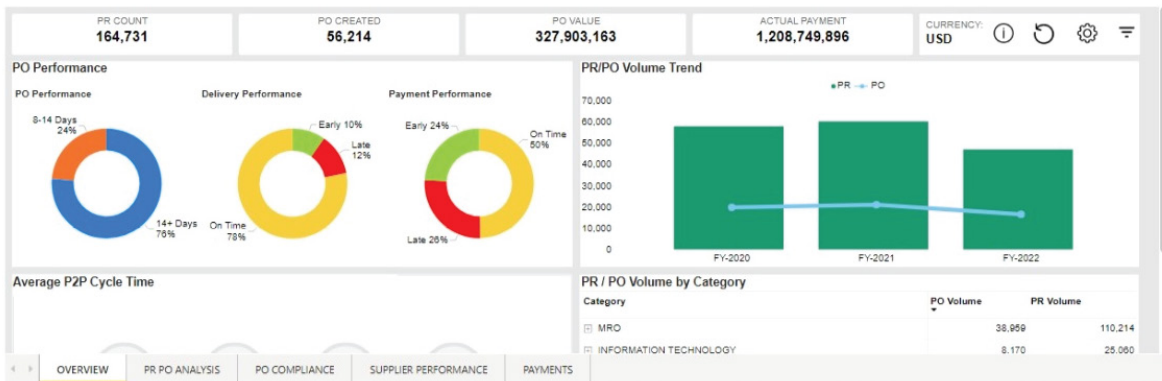 PR COUNT
164,731
PO CREATED
56,214
PO VALUE
327,903,163
ACTUAL PAYMENT
1,208,749,896
CURRENCY:
USD
PO Performance
PO Performance
8-14 Days
24%
14+ Days
76%
Delivery Performance
Early 10%
Late
12%
On Time
78%
Payment Performance
Early 24%
On Time
50%
Late 26%
PR/PO Volume Trend
PR PO
70,000
60,000
50,000
40,000
30,000
20,000
10,000
0
FY-2020 FY-2021 FY-2022
Average P2P Cycle Time
PR / PO Volume by Category
Category PO Volume PR Volume
MRO 38,959 110,214
INFORMATION TECHNOLOGY 8,170 25,060
OVERVIEW PR PO ANALYSIS PO COMPLIANCE SUPPLIER PERFORMANCE PAYMENTS